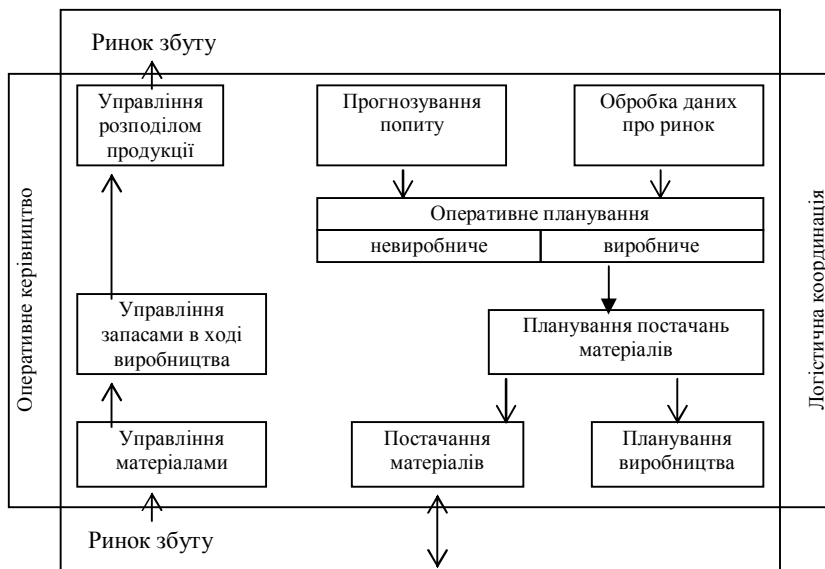 Ринок збуту
Управління
розподілом
продукції
Прогнозування
попиту
Обробка даних
про ринок
Оперативне планування
невиробниче
виробниче
Управління
запасами в ході
виробництва
Планування постачань
матеріалів
Управління
матеріалами
Постачання
матеріалів
Планування
виробництва
Ринок збуту
Оперативне керівництво
Логістична координація